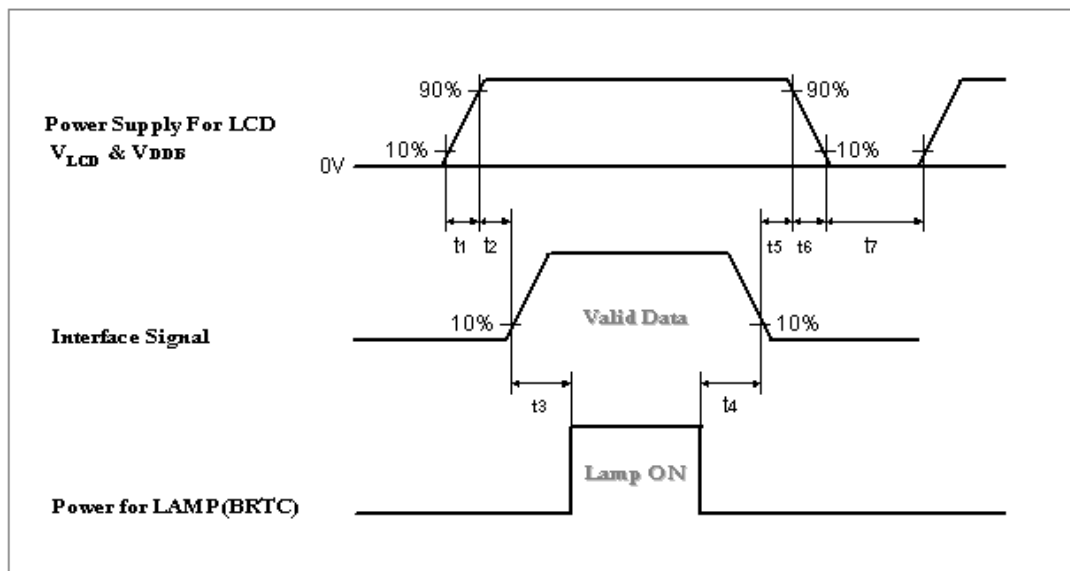 90% 90%
Power Supply For LCD
VLCD & VDDB
10% 10%
0V
t1 t2 t5 t6 t7
Valid Data
10% 10%
Interface Signal
t3 t4
Lamp ON
Power for LAMP(BRTC)